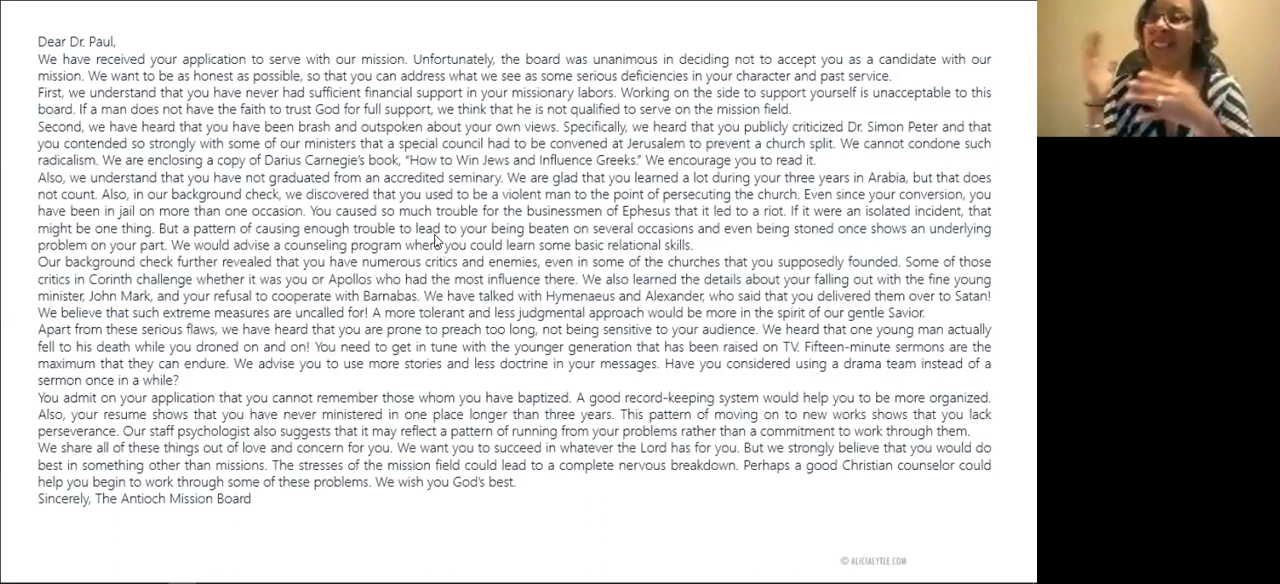 Dear Dr. Paul,
We have received your application to serve with our mission. Unfortunately, the board was unanimous in deciding not to accept you as a candidate with our
mission. We want to be as honest as possible, so that you can address what we see as some serious deficiencies in your character and past service.
First, we understand that you have never had sufficient financial support in your missionary labors. Working on the side to support yourself is unacceptable to this
board. If a man does not have the faith to trust God for full support, we think that he is not qualified to serve on the mission field.
Second, we have heard that you have been brash and outspoken about your own views. Specifically, we heard that you publicly criticized Dr. Simon Peter and that
you contended so strongly with some of our ministers that a special council had to be convened at Jerusalem to prevent a church split. We cannot condone such
radicalism. We are enclosing a copy of Darius Carnegie's book, “How to Win Jews and Influence Greeks.” We encourage you to read it.
Also, we understand that you have not graduated from an accredited seminary. We are glad that you learned a lot during your three years in Arabia, but that does
not count. Also, in our background check, we discovered that you used to be a violent man to the point of persecuting the church. Even since your conversion, you
have been in jail on more than one occasion. You caused so much trouble for the businessmen of Ephesus that it led to a riot. If it were an isolated incident, that
might be one thing. But a pattern of causing enough trouble to lead to your being beaten on several occasions and even being stoned once shows an underlying
problem on your part. We would advise a counseling program where you could learn some basic relational skills.
Our background check further revealed that you have numerous critics and enemies, even in some of the churches that you supposedly founded. Some of those
critics in Corinth challenge whether it was you or Apollos who had the most influence there. We also learned the details about your falling out with the fine young
minister, John Mark, and your refusal to cooperate with Barnabas. We have talked with Hymenaeus and Alexander, who said that you delivered them over to Satan!
We believe that such extreme measures are uncalled for! A more tolerant and less judgmental approach would be more in the spirit of our gentle Savior.
Apart from these serious flaws, we have heard that you are prone to preach too long, not being sensitive to your audience. We heard that one young man actually
fell to his death while you droned on and on! You need to get in tune with the younger generation that has been raised on TV. Fifteen-minute sermons are the
maximum that they can endure. We advise you to use more stories and less doctrine in your messages. Have you considered using a drama team instead of a
sermon once in a while?
You admit on your application that you cannot remember those whom you have baptized. A good record-keeping system would help you to be more organized.
Also, your resume shows that you have never ministered in one place longer than three years. This pattern of moving on to new works shows that you lack
perseverance. Our staff psychologist also suggests that it may reflect a pattern of running from your problems rather than a commitment to work through them.
We share all of these things out of love and concern for you. We want you to succeed in whatever the Lord has for you. But we strongly believe that you would do
best in something other than missions. The stresses of the mission field could lead to a complete nervous breakdown. Perhaps a good Christian counselor could
help you begin to work through some of these problems. We wish you God's best.
Sincerely, The Antioch Mission Board
© ALICIALYTLE.COM